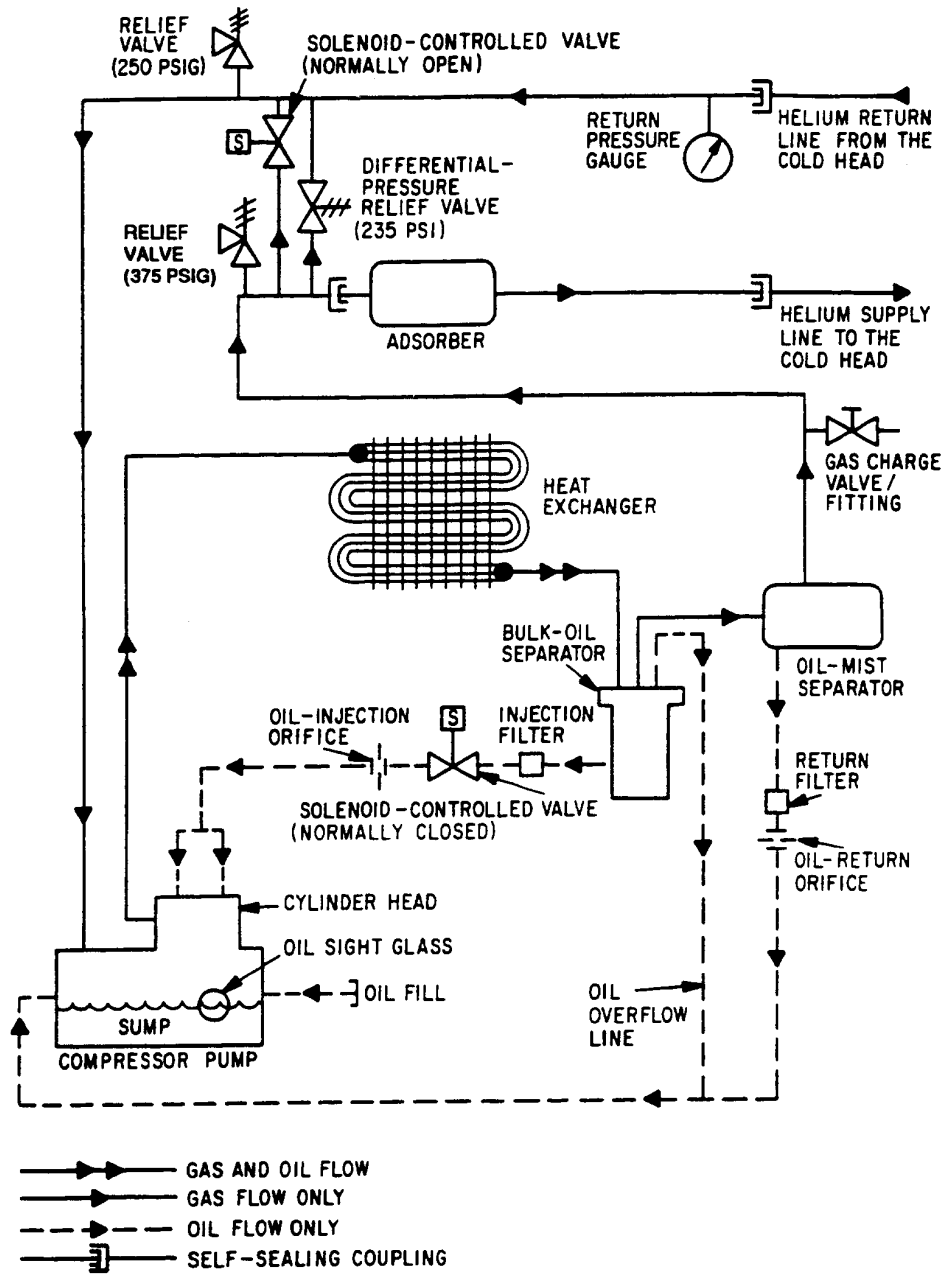 RELIEF
VALVE
(250 PSIG)
SOLENOID-CONTROLLED VALVE
(NORMALLY OPEN)
S
RETURN
PRESSURE
GAUGE
HELIUM RETURN
LINE FROM THE
COLD HEAD
DIFFERENTIAL-
PRESSURE
RELIEF VALVE
(235 PSI)
RELIEF
VALVE
(375 PSIG)
ADSORBER
HELIUM SUPPLY
LINE TO THE
COLD HEAD
GAS CHARGE
VALVE/
FITTING
HEAT
EXCHANGER
BULK-OIL
SEPARATOR
OIL-MIST
SEPARATOR
OIL-INJECTION
ORIFICE
S
INJECTION
FILTER
SOLENOID-CONTROLLED VALVE
(NORMALLY CLOSED)
RETURN
FILTER
OIL-RETURN
ORIFICE
CYLINDER HEAD
OIL SIGHT GLASS
OIL FILL
SUMP
COMPRESSOR PUMP
OIL
OVERFLOW
LINE
GAS AND OIL FLOW
GAS FLOW ONLY
OIL FLOW ONLY
SELF-SEALING COUPLING